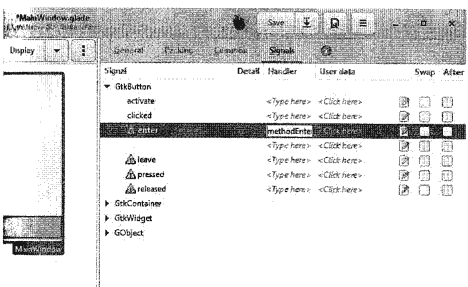 *MainWindow.glade
Save
Display
General Packing Common Signals
Signal Detail Handler User data Swap After
GtkButton
activate <Type here> <Click here>
clicked <Type here> <Click here>
enter methodEnter <Click here>
<Type here> <Click here>
leave <Type here> <Click here>
pressed <Type here> <Click here>
released <Type here> <Click here>
GtkContainer
GtkWidget
GObject
MainWindow